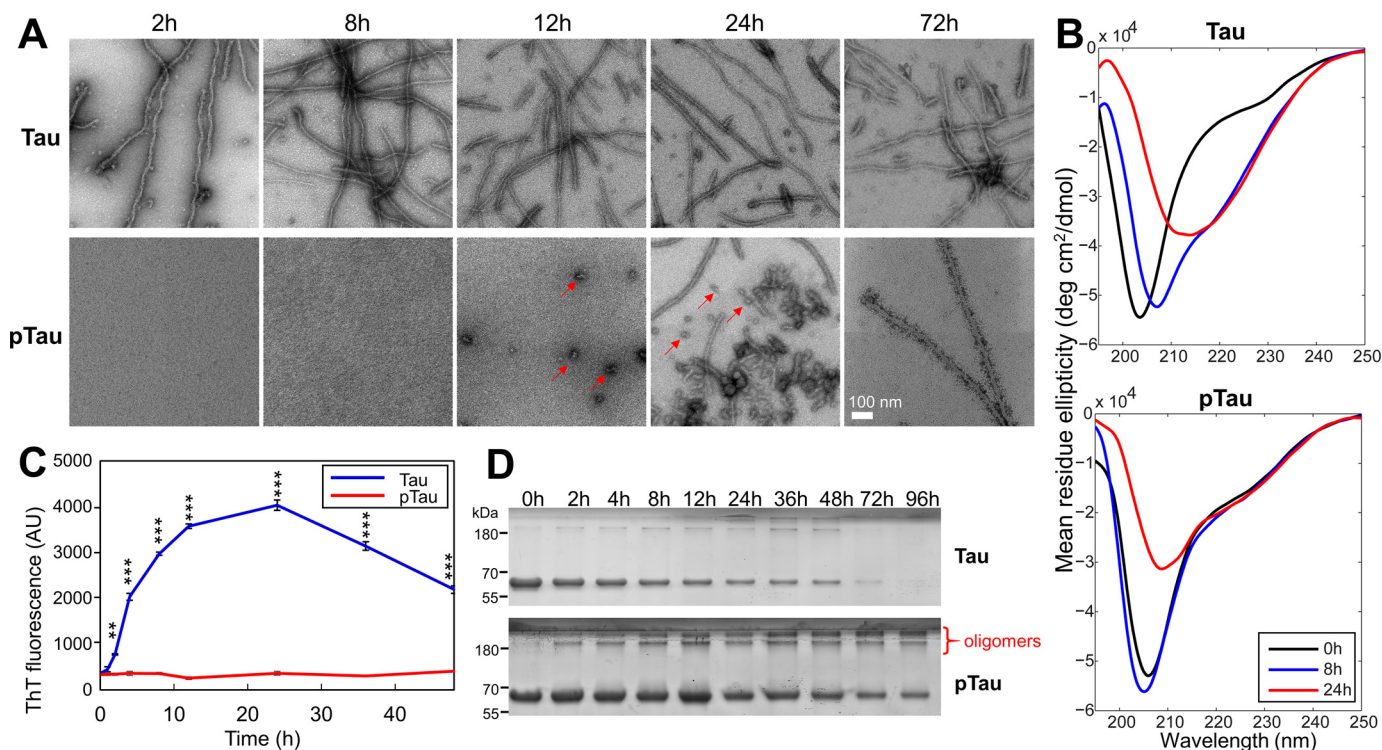 A
2h 8h 12h 24h 72h
Tau
pTau
100 nm
B
Tau
× 10⁴
0
−1
−2
−3
−4
−5
−6
200 210 220 230 240 250
pTau
× 10⁴
0
−1
−2
−3
−4
−5
−6
200 210 220 230 240 250
0h
8h
24h
Mean residue ellipticity (deg cm²/dmol)
Wavelength (nm)
C
5000
4000
3000
2000
1000
0
0 10 20 30 40
ThT fluorescence (AU)
Time (h)
Tau
pTau
** *** *** *** *** *** ***
D
0h 2h 4h 8h 12h 24h 36h 48h 72h 96h
kDa
180
70
55
Tau
180
70
55
oligomers
pTau